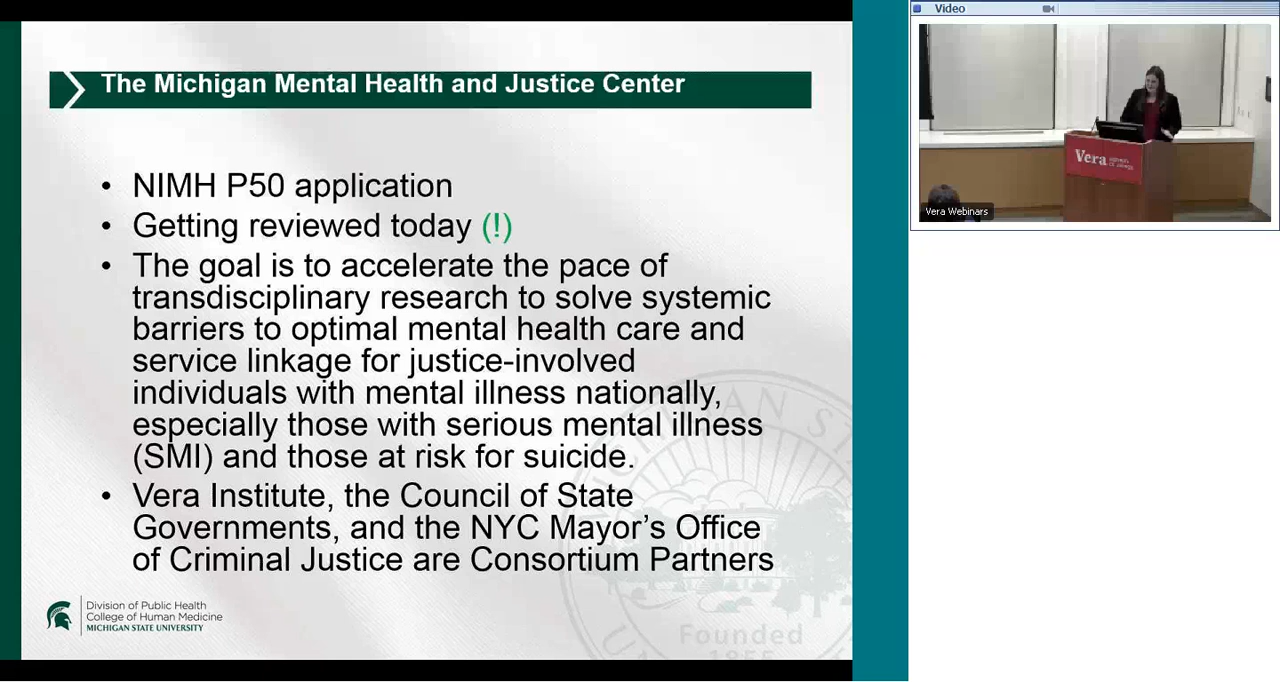 The Michigan Mental Health and Justice Center
• NIMH P50 application
• Getting reviewed today (!)
• The goal is to accelerate the pace of
transdisciplinary research to solve systemic
barriers to optimal mental health care and
service linkage for justice-involved
individuals with mental illness nationally,
especially those with serious mental illness
(SMI) and those at risk for suicide.
• Vera Institute, the Council of State
Governments, and the NYC Mayor's Office
of Criminal Justice are Consortium Partners
Division of Public Health
College of Human Medicine
MICHIGAN STATE UNIVERSITY
MICHIGAN STA
Founded
1855
Video
Vera
Vera Webinars